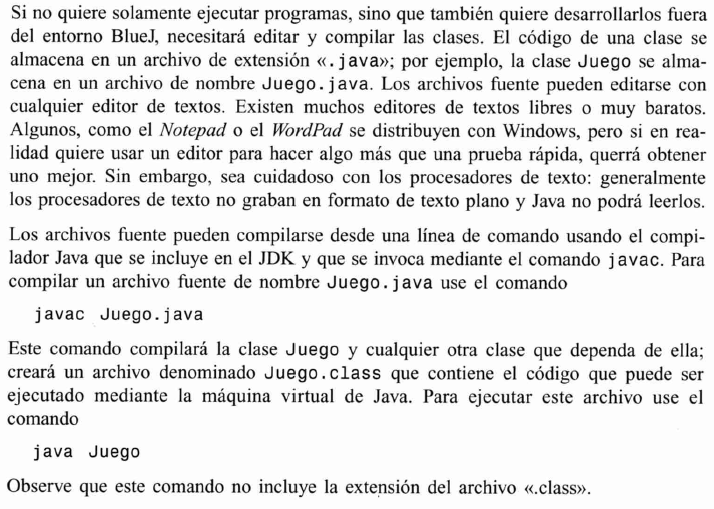 Si no quiere solamente ejecutar programas, sino que también quiere desarrollarlos fuera
del entorno BlueJ, necesitará editar y compilar las clases. El código de una clase se
almacena en un archivo de extensión «.java»; por ejemplo, la clase Juego se alma-
cena en un archivo de nombre Juego.java. Los archivos fuente pueden editarse con
cualquier editor de textos. Existen muchos editores de textos libres o muy baratos.
Algunos, como el Notepad o el WordPad se distribuyen con Windows, pero si en rea-
lidad quiere usar un editor para hacer algo más que una prueba rápida, querrá obtener
uno mejor. Sin embargo, sea cuidadoso con los procesadores de texto: generalmente
los procesadores de texto no graban en formato de texto plano y Java no podrá leerlos.
Los archivos fuente pueden compilarse desde una línea de comando usando el compi-
lador Java que se incluye en el JDK y que se invoca mediante el comando javac. Para
compilar un archivo fuente de nombre Juego.java use el comando
javac Juego.java
Este comando compilará la clase Juego y cualquier otra clase que dependa de ella;
creará un archivo denominado Juego.class que contiene el código que puede ser
ejecutado mediante la máquina virtual de Java. Para ejecutar este archivo use el
comando
java Juego
Observe que este comando no incluye la extensión del archivo «.class».